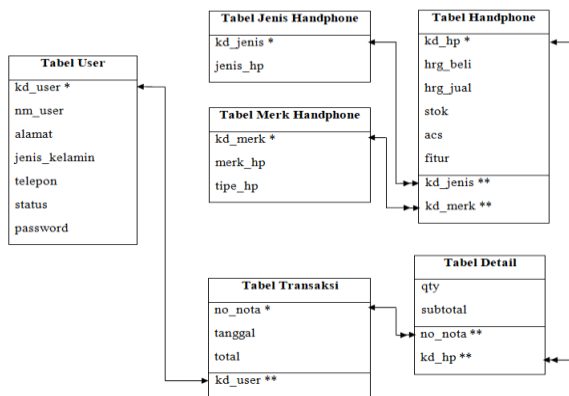 Tabel User
kd_user *
nm_user
alamat
jenis_kelamin
telepon
status
password
Tabel Jenis Handphone
kd_jenis *
jenis_hp
Tabel Merk Handphone
kd_merk *
merk_hp
tipe_hp
Tabel Handphone
kd_hp *
hrg_beli
hrg_jual
stok
acs
fitur
kd_jenis **
kd_merk **
Tabel Transaksi
no_nota *
tanggal
total
kd_user **
Tabel Detail
qty
subtotal
no_nota **
kd_hp **